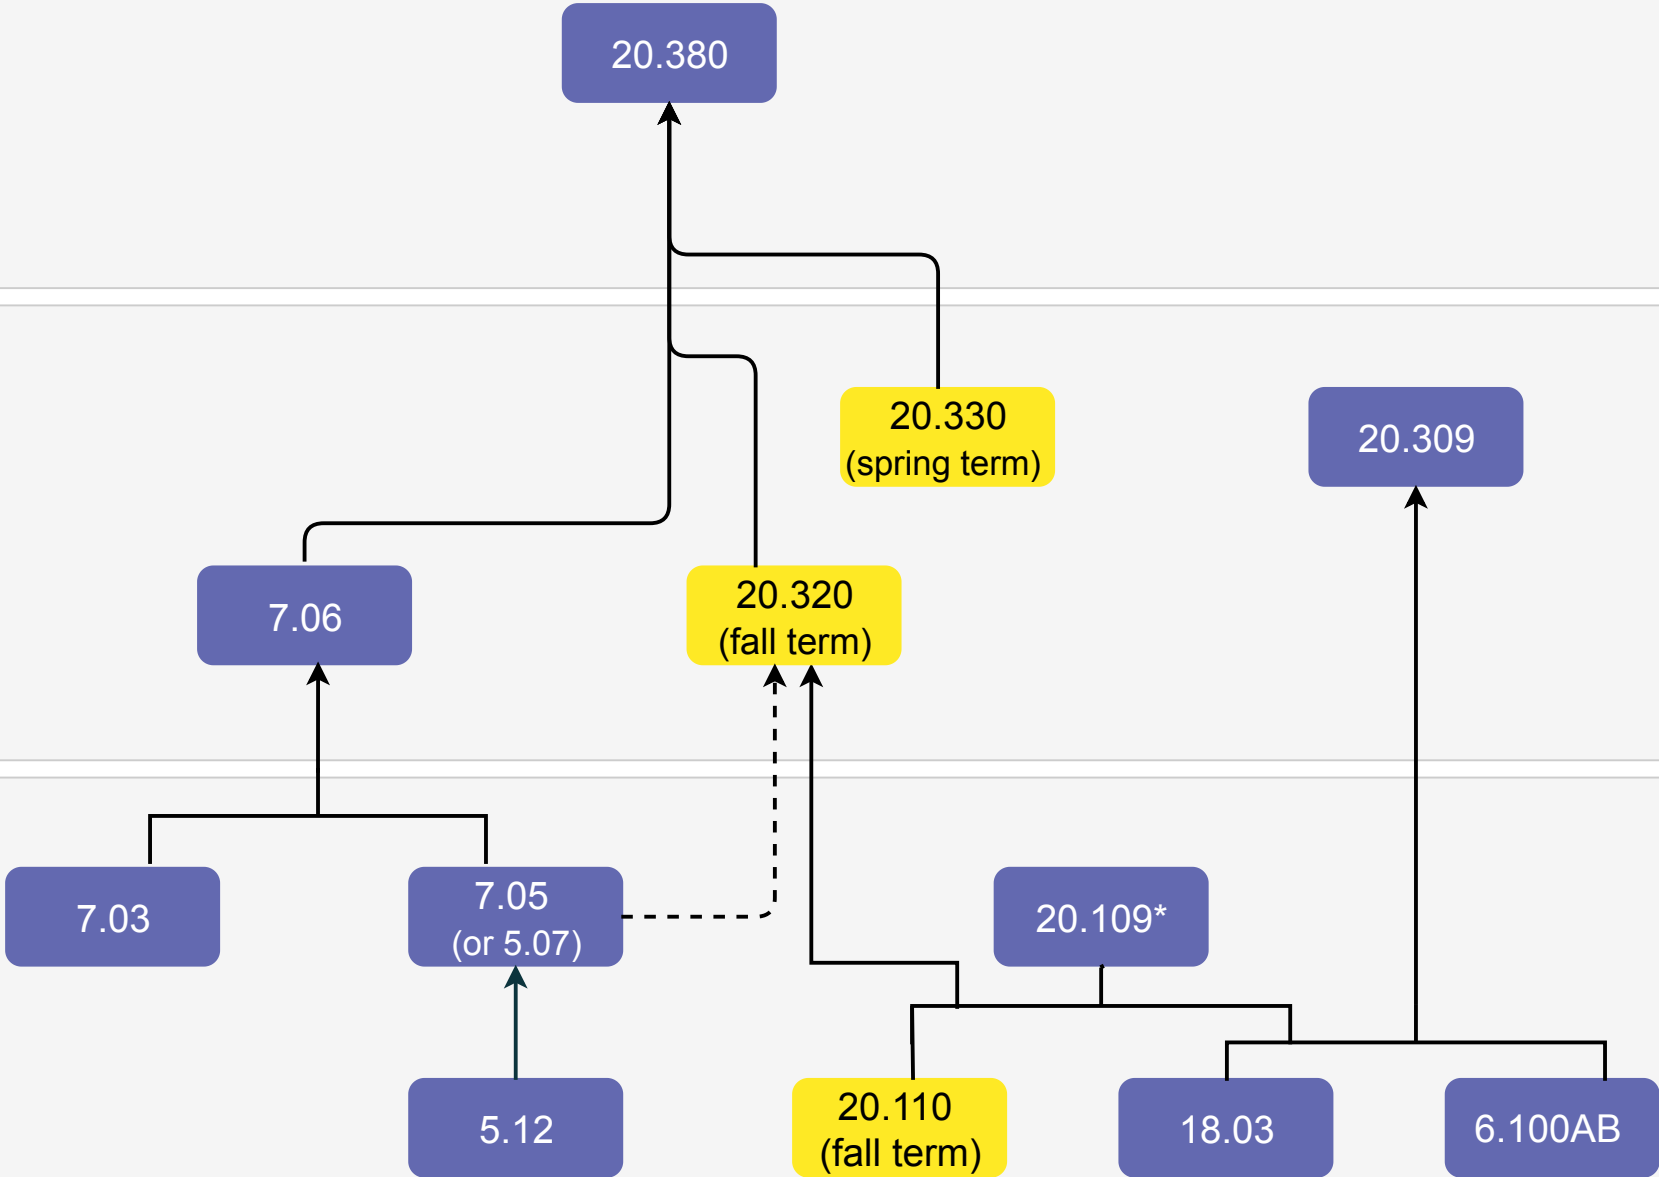 20.380
20.330
(spring term)
20.309
7.06
20.320
(fall term)
7.03
7.05
(or 5.07)
20.109*
5.12
20.110
(fall term)
18.03
6.100AB